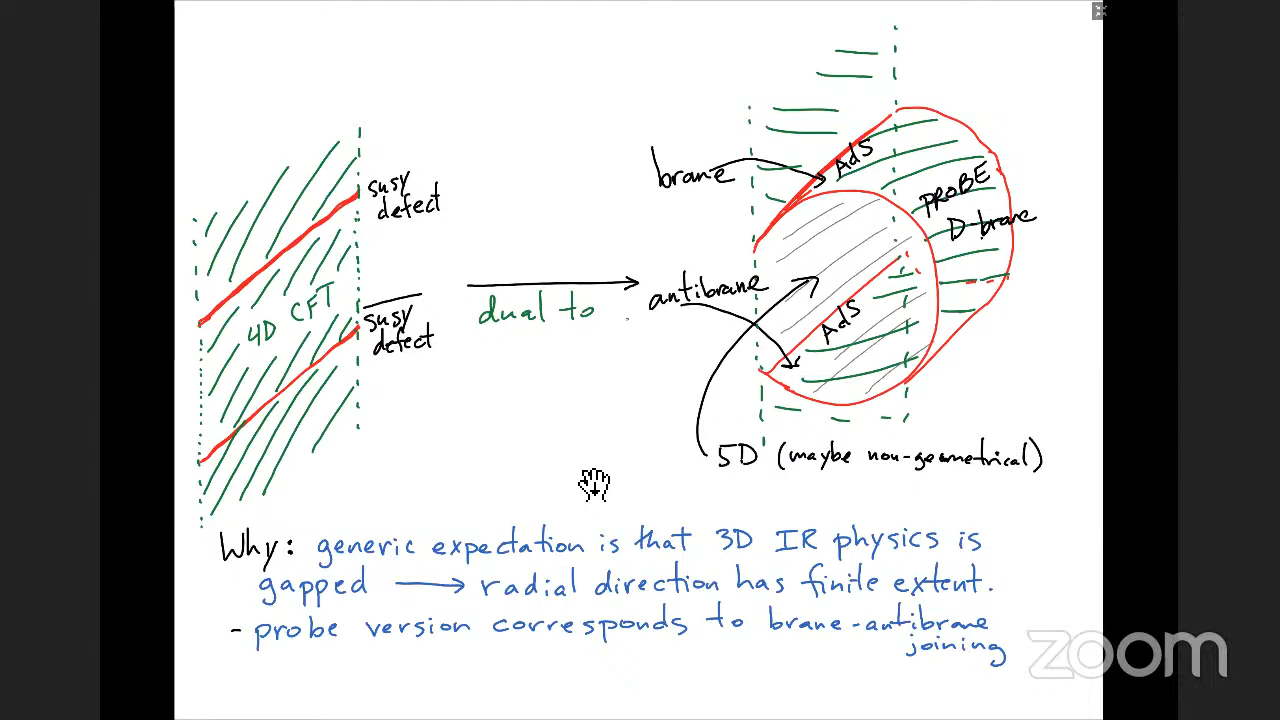 susy
defect
4D CFT
susy
defect
dual to
brane
AdS
PROBE
D-brane
antibrane
AdS
5D (maybe non-geometrical)
Why: generic expectation is that 3D IR physics is
gapped → radial direction has finite extent.
- probe version corresponds to brane-antibrane
joining
zoom